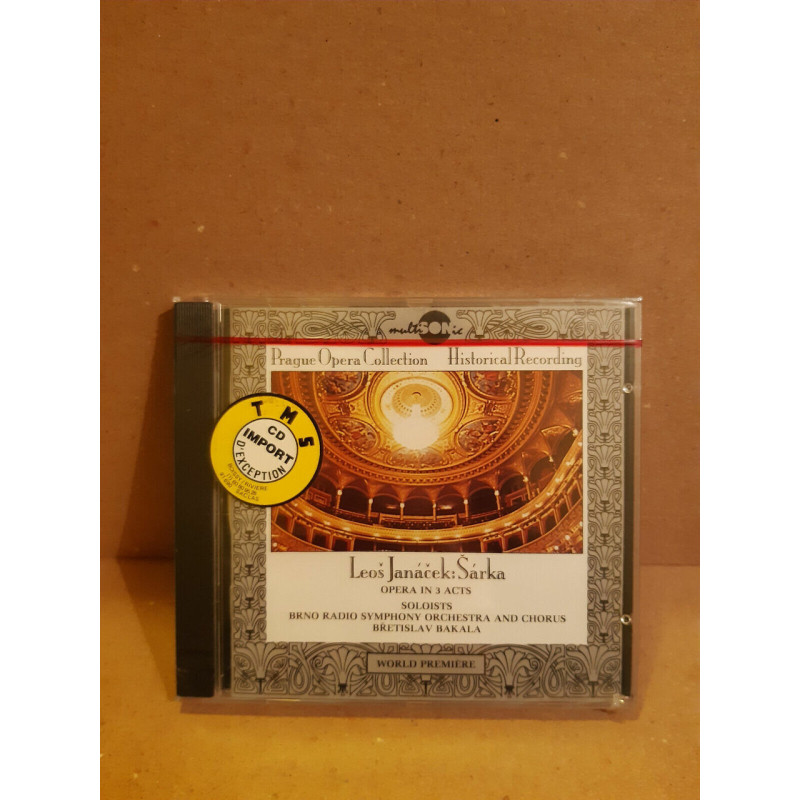 multiSONic
Prague Opera Collection Historical Recording
TMS
CD
IMPORT
D'EXCEPTION
Leoš Janáček: Šárka
OPERA IN 3 ACTS
SOLOISTS
BRNO RADIO SYMPHONY ORCHESTRA AND CHORUS
BŘETISLAV BAKALA
WORLD PREMIÈRE